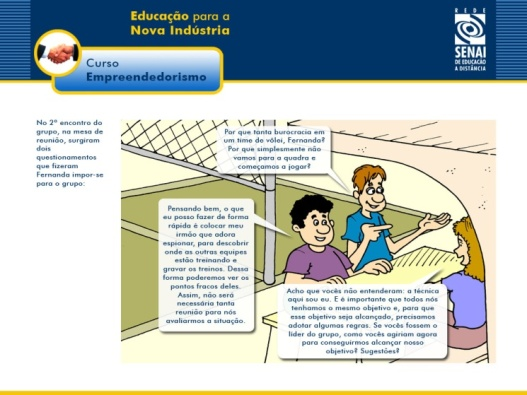 Educação para a
Nova Indústria
Curso
Empreendedorismo
REDE
SENAI
DE EDUCAÇÃO
A DISTÂNCIA
No 2º encontro do
grupo, na mesa de
reunião, surgiram
dois
questionamentos
que fizeram
Fernanda impor-se
para o grupo:
Por que tanta burocracia em
um time de vôlei, Fernanda?
Por que simplesmente não
vamos para a quadra e
começamos a jogar?
Pensando bem, o que
eu posso fazer de forma
rápida é colocar meu
irmão que adora
espionar, para descobrir
onde as outras equipes
estão treinando e
gravar os treinos. Dessa
forma poderemos ver os
pontos fracos deles.
Assim, não será
necessária tanta
reunião para nós
avaliarmos a situação.
Acho que vocês não entenderam: a técnica
aqui sou eu. E é importante que todos nós
tenhamos o mesmo objetivo e, para que
esse objetivo seja alcançado, precisamos
adotar algumas regras. Se vocês fossem o
líder do grupo, como vocês agiriam agora
para conseguirmos alcançar nosso
objetivo? Sugestões?